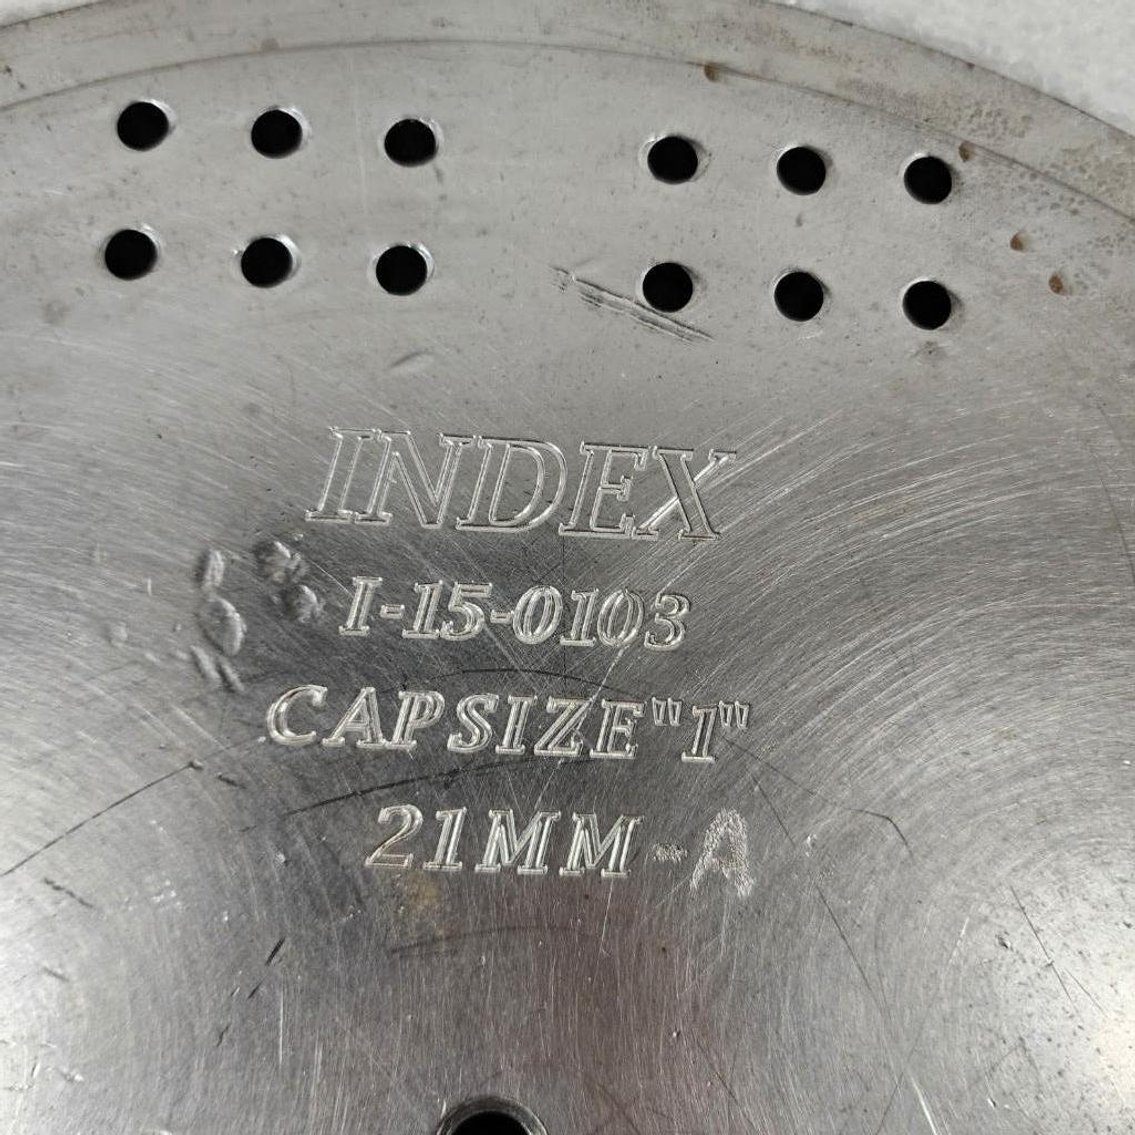 INDEX
I-15-0103
CAPSIZE"1"
21MM-A